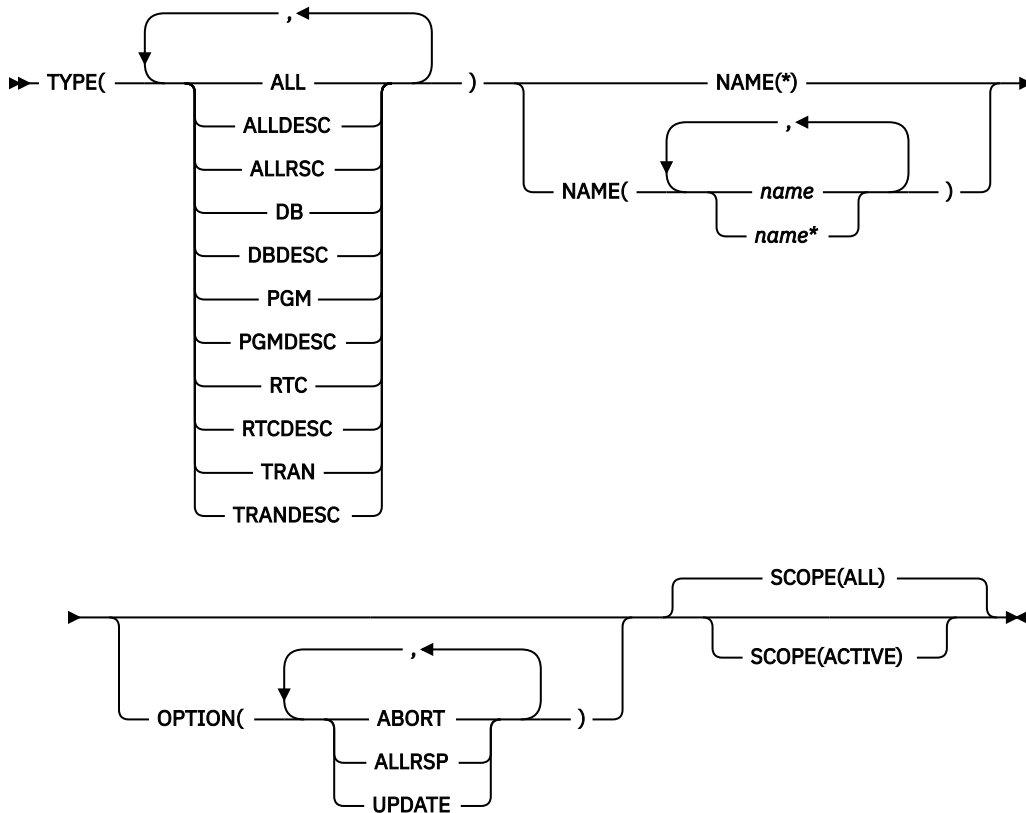 ,
TYPE( ALL ) NAME(*)
ALLDESC ,
ALLRSC NAME( name )
DB name*
DBDESC
PGM
PGMDESC
RTC
RTCDESC
TRAN
TRANDESC
SCOPE(ALL)
, SCOPE(ACTIVE)
OPTION( ABORT )
ALLRSP
UPDATE